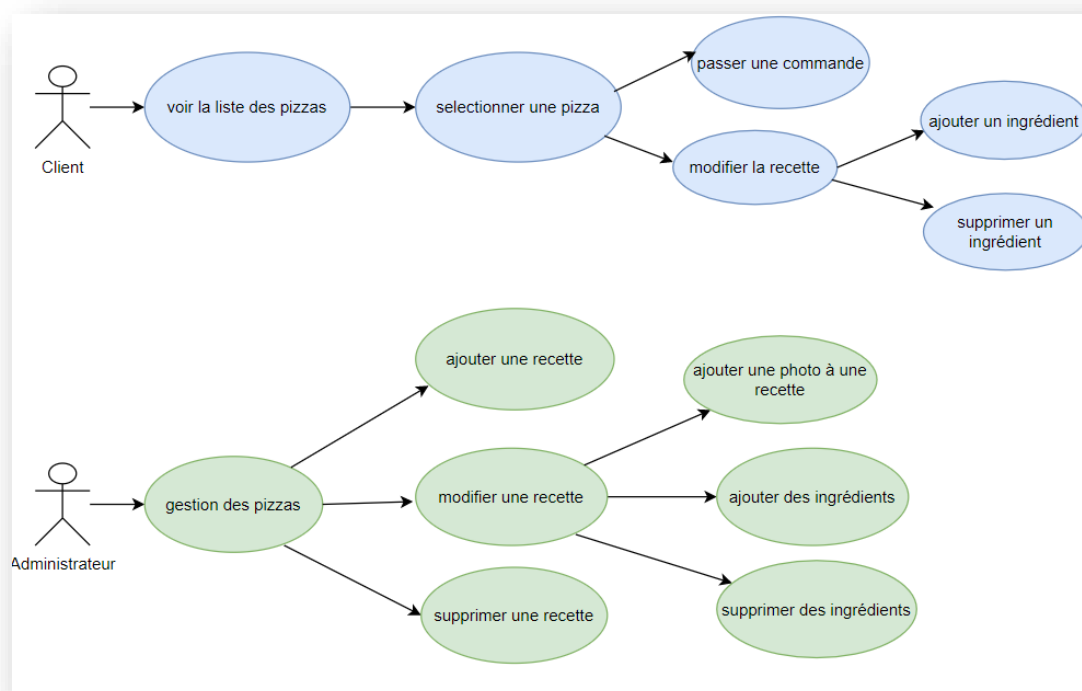 passer une commande
voir la liste des pizzas
selectionner une pizza
ajouter un ingrédient
Client
modifier la recette
supprimer un
ingrédient
ajouter une recette
ajouter une photo à une
recette
gestion des pizzas
modifier une recette
ajouter des ingrédients
Administrateur
supprimer une recette
supprimer des ingrédients